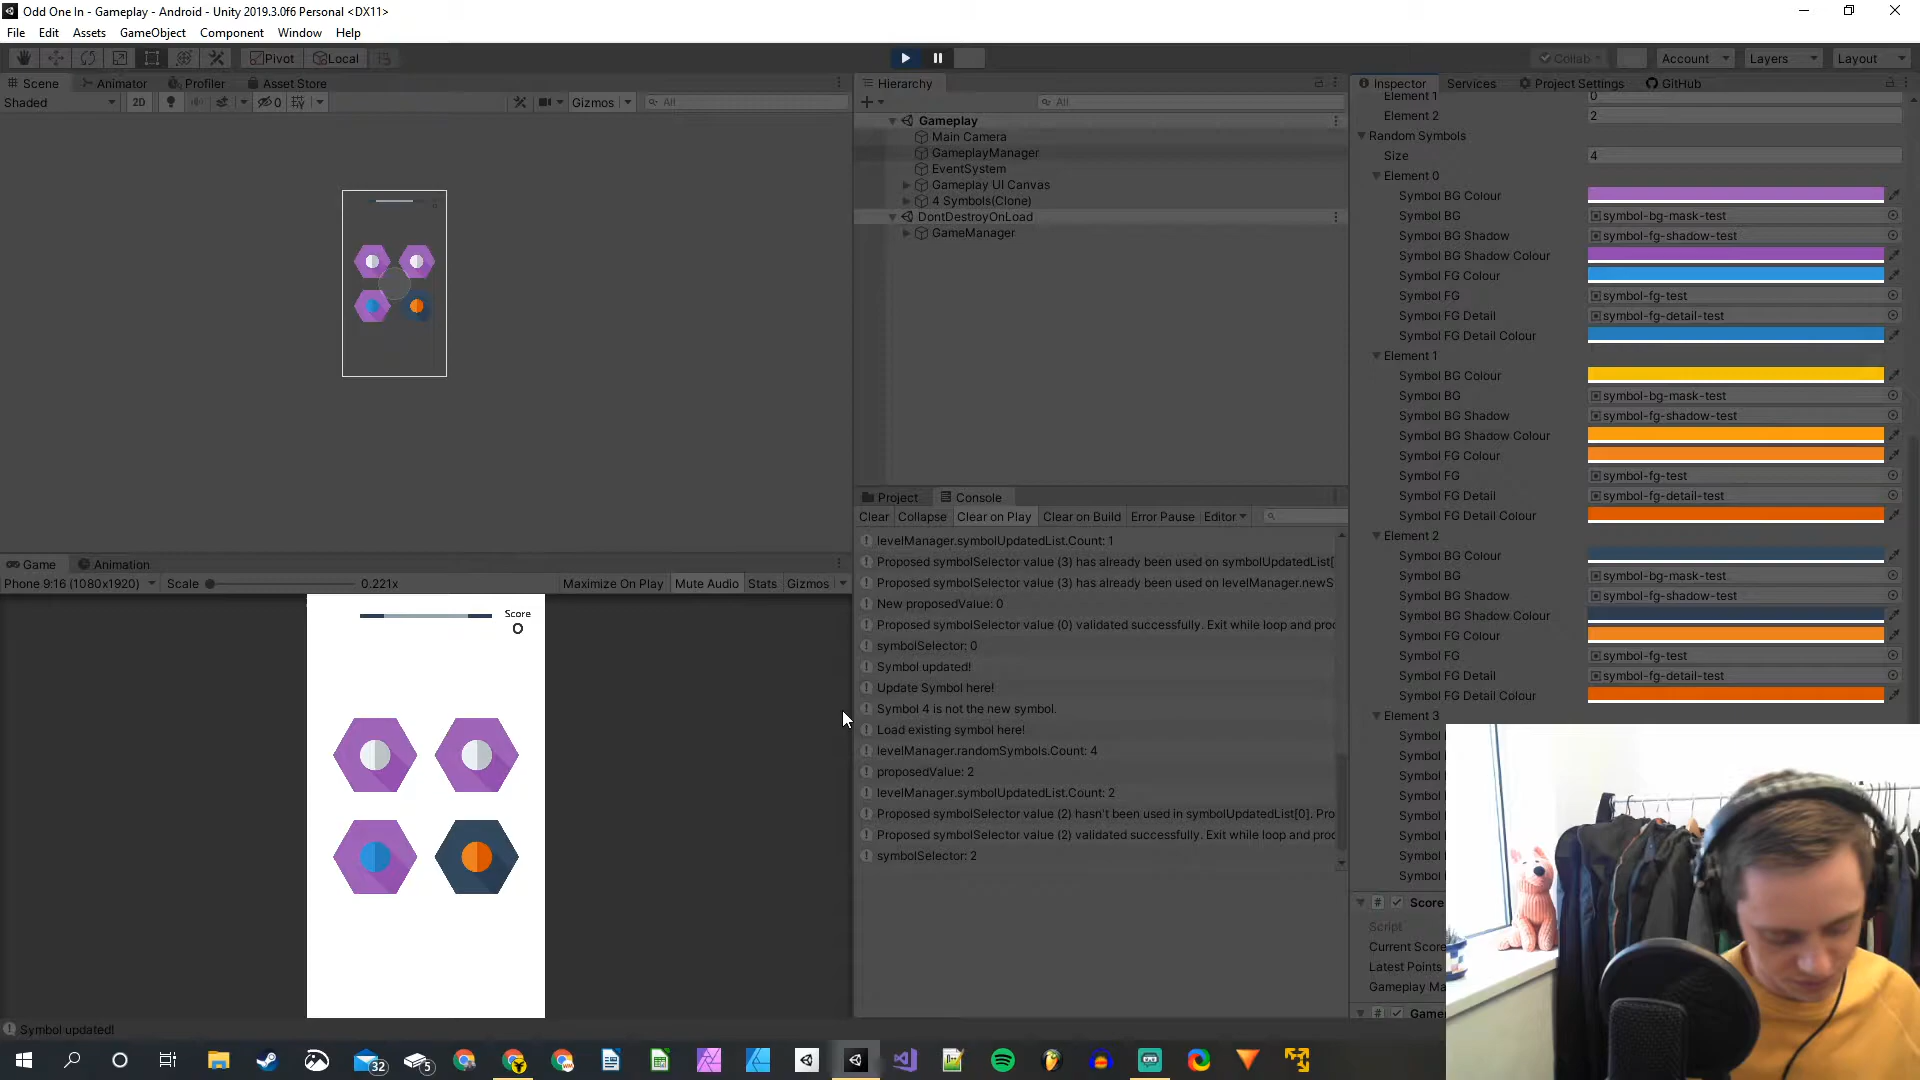 Odd One In - Gameplay - Android - Unity 2019.3.0f6 Personal <DX11>
File Edit Assets GameObject Component Window Help
Pivot Local Collab Account Layers Layout
Scene Animator Profiler Asset Store
Shaded 2D 0 Gizmos All
Game Animation
Phone 9:16 (1080x1920) Scale 0.221x Maximize On Play Mute Audio Stats Gizmos
Score
0
Symbol updated!
32
5
Hierarchy
All
Gameplay
Main Camera
GameplayManager
EventSystem
Gameplay UI Canvas
4 Symbols(Clone)
DontDestroyOnLoad
GameManager
Project Console
Clear Collapse Clear on Play Clear on Build Error Pause Editor
levelManager.symbolUpdatedList.Count: 1
Proposed symbolSelector value (3) has already been used on symbolUpdatedList[
Proposed symbolSelector value (3) has already been used on levelManager.newS
New proposedValue: 0
Proposed symbolSelector value (0) validated successfully. Exit while loop and proc
symbolSelector: 0
Symbol updated!
Update Symbol here!
Symbol 4 is not the new symbol.
Load existing symbol here!
levelManager.randomSymbols.Count: 4
proposedValue: 2
levelManager.symbolUpdatedList.Count: 2
Proposed symbolSelector value (2) hasn't been used in symbolUpdatedList[0]. Pro
Proposed symbolSelector value (2) validated successfully. Exit while loop and proc
symbolSelector: 2
Inspector Services Project Settings GitHub
Element 1 0
Element 2 2
Random Symbols
Size 4
Element 0
Symbol BG Colour
Symbol BG symbol-bg-mask-test
Symbol BG Shadow symbol-fg-shadow-test
Symbol BG Shadow Colour
Symbol FG Colour
Symbol FG symbol-fg-test
Symbol FG Detail symbol-fg-detail-test
Symbol FG Detail Colour
Element 1
Symbol BG Colour
Symbol BG symbol-bg-mask-test
Symbol BG Shadow symbol-fg-shadow-test
Symbol BG Shadow Colour
Symbol FG Colour
Symbol FG symbol-fg-test
Symbol FG Detail symbol-fg-detail-test
Symbol FG Detail Colour
Element 2
Symbol BG Colour
Symbol BG symbol-bg-mask-test
Symbol BG Shadow symbol-fg-shadow-test
Symbol BG Shadow Colour
Symbol FG Colour
Symbol FG symbol-fg-test
Symbol FG Detail symbol-fg-detail-test
Symbol FG Detail Colour
Element 3
Symbol
Symbol
Symbol
Symbol
Symbol
Symbol
Symbol
Symbol
Score
Script
Current Score
Latest Points
Gameplay Ma
Game